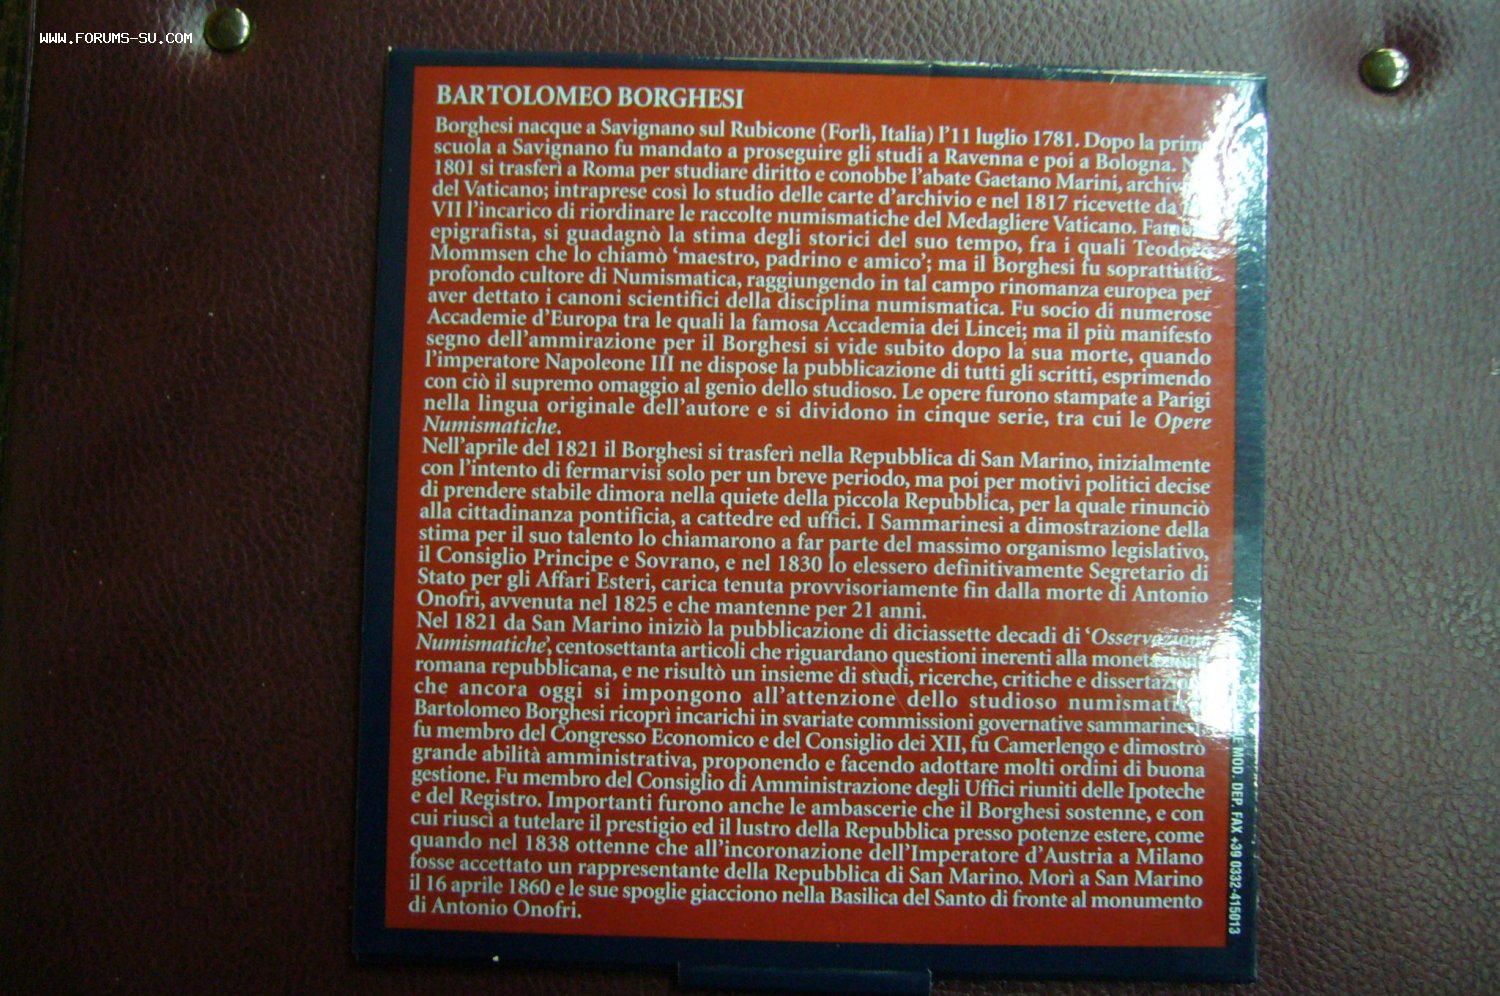 WWW.FORUMS-SU.COM
BARTOLOMEO BORGHESI
Borghesi nacque a Savignano sul Rubicone (Forlì, Italia) l'11 luglio 1781. Dopo la prima
scuola a Savignano fu mandato a proseguire gli studi a Ravenna e poi a Bologna.
1801 si trasferì a Roma per studiare diritto e conobbe l'abate Gaetano Marini,
del Vaticano; intraprese così lo studio delle carte d'archivio e nel 1817 ricevette da
VII l'incarico di riordinare le raccolte numismatiche del Medagliere Vaticano.
epigrafista, si guadagnò la stima degli storici del suo tempo, fra i quali Teodoro
Mommsen che lo chiamò 'maestro, padrino e amico'; ma il Borghesi fu soprattutto
profondo cultore di Numismatica, raggiungendo in tal campo rinomanza europea per
aver dettato i canoni scientifici della disciplina numismatica. Fu socio di numerose
Accademie d'Europa tra le quali la famosa Accademia dei Lincei; ma il più manifesto
segno dell'ammirazione per il Borghesi si vide subito dopo la sua morte, quando
l'imperatore Napoleone III ne dispose la pubblicazione di tutti gli scritti, esprimendo
con ciò il supremo omaggio al genio dello studioso. Le opere furono stampate a Parigi
nella lingua originale dell'autore e si dividono in cinque serie, tra cui le Opere
Numismatiche.
Nell'aprile del 1821 il Borghesi si trasferì nella Repubblica di San Marino, inizialmente
con l'intento di fermarvisi solo per un breve periodo, ma poi per motivi politici decise
di prendere stabile dimora nella quiete della piccola Repubblica, per la quale rinunciò
alla cittadinanza pontificia, a cattedre ed uffici. I Sammarinesi a dimostrazione della
stima per il suo talento lo chiamarono a far parte del massimo organismo legislativo,
il Consiglio Principe e Sovrano, e nel 1830 lo elessero definitivamente Segretario di
Stato per gli Affari Esteri, carica tenuta provvisoriamente fin dalla morte di Antonio
Onofri, avvenuta nel 1825 e che mantenne per 21 anni.
Nel 1821 da San Marino iniziò la pubblicazione di diciassette decadi di 'Osservazioni
Numismatiche', centosettanta articoli che riguardano questioni inerenti alla monetazione
romana repubblicana, e ne risultò un insieme di studi, ricerche, critiche e dissertazioni
che ancora oggi si impongono all'attenzione dello studioso
Bartolomeo Borghesi ricoprì incarichi in svariate commissioni governative sammarinesi,
fu membro del Congresso Economico e del Consiglio dei XII, fu Camerlengo e dimostrò
grande abilità amministrativa, proponendo e facendo adottare molti ordini di buona
gestione. Fu membro del Consiglio di Amministrazione degli Uffici riuniti delle Ipoteche
e del Registro. Importanti furono anche le ambascerie che il Borghesi sostenne, e con
cui riuscì a tutelare il prestigio ed il lustro della Repubblica presso potenze estere, come
quando nel 1838 ottenne che all'incoronazione dell'Imperatore d'Austria a Milano
fosse accettato un rappresentante della Repubblica di San Marino. Morì a San Marino
il 16 aprile 1860 e le sue spoglie giacciono nella Basilica del Santo di fronte al monumento
di Antonio Onofri.
MOD. DEP. FAX +39 0332-415013